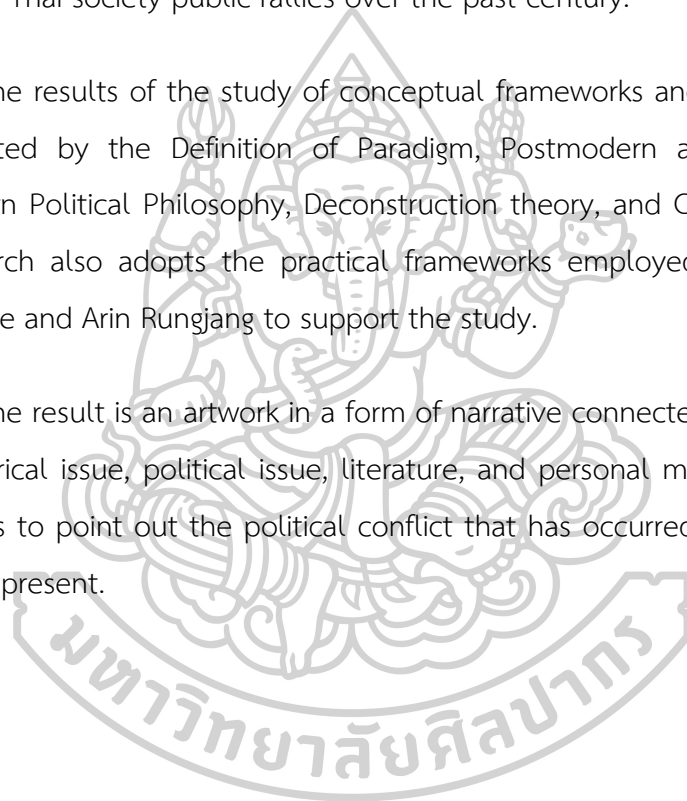 Thai society public rallies over the past century.
he results of the study of conceptual frameworks and
ted by the Definition of Paradigm, Postmodern a
n Political Philosophy, Deconstruction theory, and C
rch also adopts the practical frameworks employed
e and Arin Rungjang to support the study.
he result is an artwork in a form of narrative connecte
rical issue, political issue, literature, and personal m
s to point out the political conflict that has occurred
present.
มหาวิทยาลัยศิลปากร